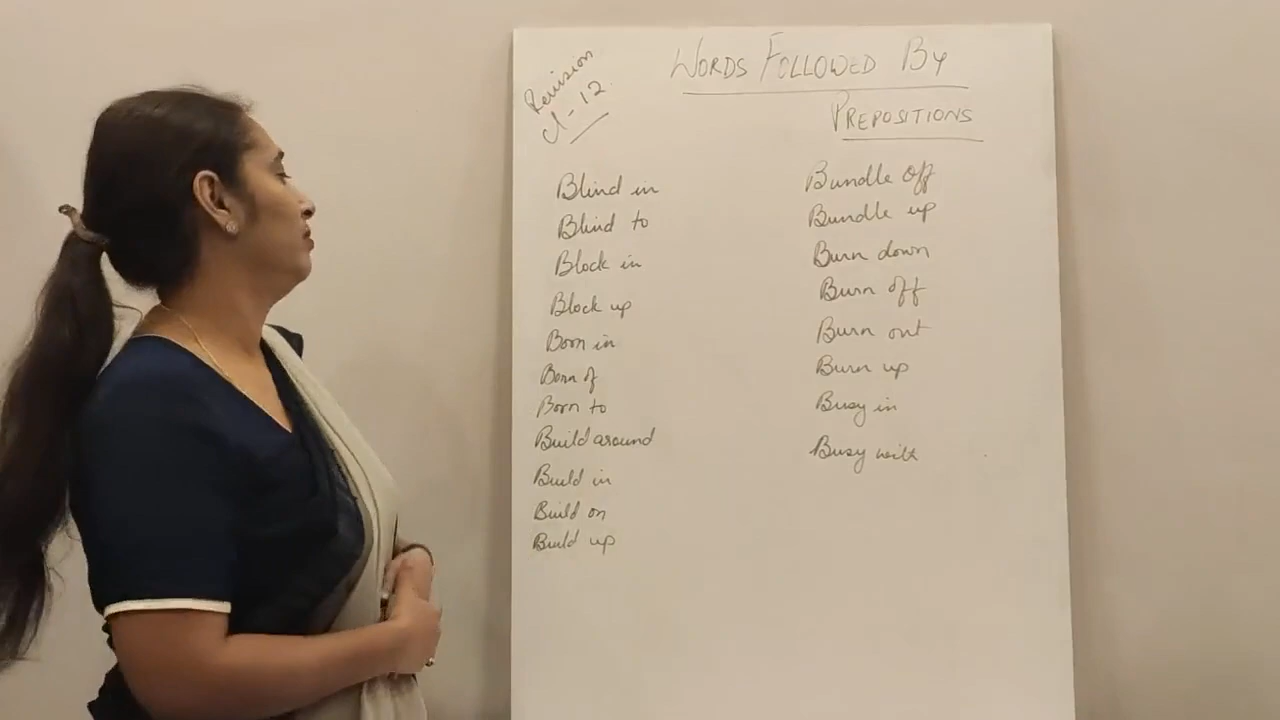 Revision
Cl-12
WORDS FOLLOWED BY
PREPOSITIONS
Blind in
Blind to
Block in
Block up
Born in
Born of
Born to
Build around
Build in
Build on
Build up
Bundle off
Bundle up
Burn down
Burn off
Burn out
Burn up
Busy in
Busy with